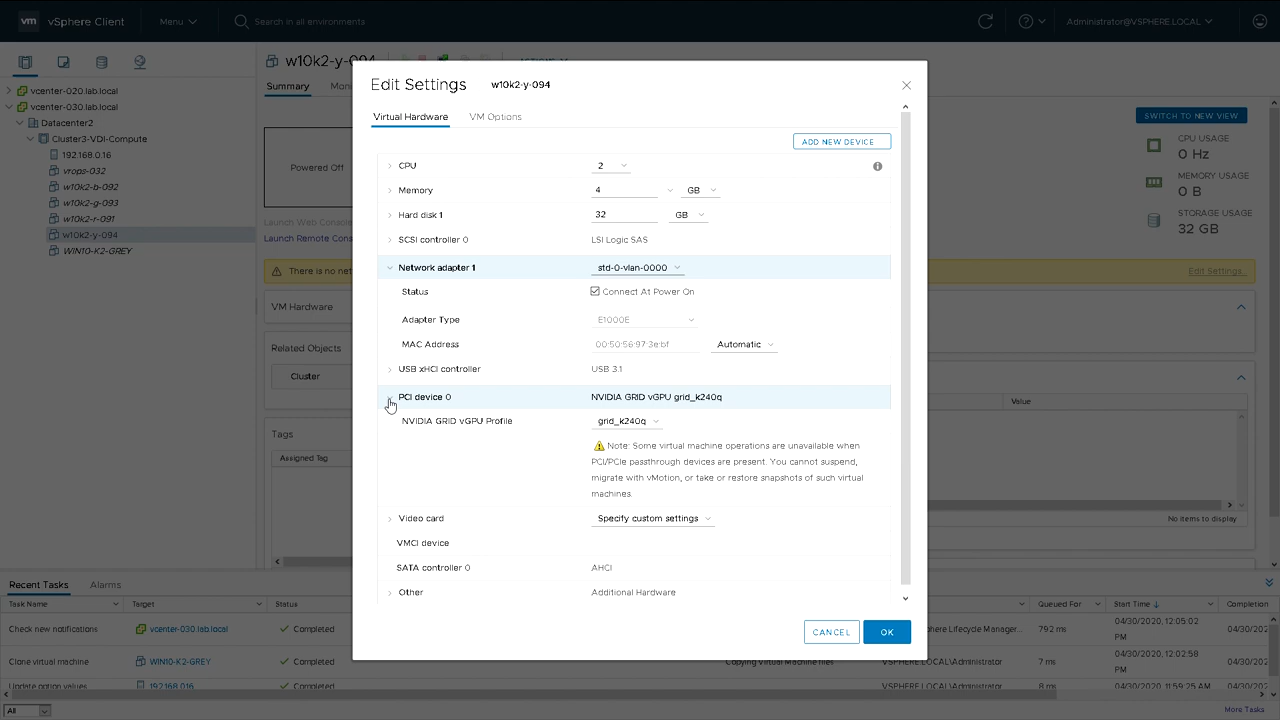 vm vSphere Client Menu Search in all environments Administrator@VSPHERE.LOCAL
vcenter-020.lab.local
vcenter-030.lab.local
Datacenter2
Cluster3-VDI-Compute
192.168.0.16
vrops-032
w10k2-b-092
w10k2-g-093
w10k2-r-091
w10k2-y-094
WIN10-K2-GREY
w10k2-y-094
Summary
Powered Off
Launch Web Console
Launch Remote Cons
There is no net
Edit Settings...
VM Hardware
Related Objects
Cluster
Tags
Assigned Tag
SWITCH TO NEW VIEW
CPU USAGE
0 Hz
MEMORY USAGE
0 B
STORAGE USAGE
32 GB
Value
No items to display
Edit Settings w10k2-y-094
Virtual Hardware VM Options
ADD NEW DEVICE
CPU 2
Memory 4 GB
Hard disk 1 32 GB
SCSI controller 0 LSI Logic SAS
Network adapter 1 std-0-vlan-0000
Status Connect At Power On
Adapter Type E1000E
MAC Address 00:50:56:97:3e:bf Automatic
USB xHCI controller USB 3.1
PCI device 0 NVIDIA GRID vGPU grid_k240q
NVIDIA GRID vGPU Profile grid_k240q
Note: Some virtual machine operations are unavailable when
PCI/PCIe passthrough devices are present. You cannot suspend,
migrate with vMotion, or take or restore snapshots of such virtual
machines.
Video card Specify custom settings
VMCI device
SATA controller 0 AHCI
Other Additional Hardware
CANCEL OK
Recent Tasks Alarms
Task Name Target Status Queued For Start Time Completion
Check new notifications vcenter-030.lab.local Completed sphere Lifecycle Manager... 792 ms 04/30/2020, 12:05:02 PM
Clone virtual machine WIN10-K2-GREY Completed Copying Virtual Machine files VSPHERE.LOCAL\Administrator 7 ms 04/30/2020, 12:02:58 PM
Update option values 192.168.0.16 Completed VSPHERE.LOCAL\Administrator 8 ms 04/30/2020, 11:59:25 AM
All
More Tasks